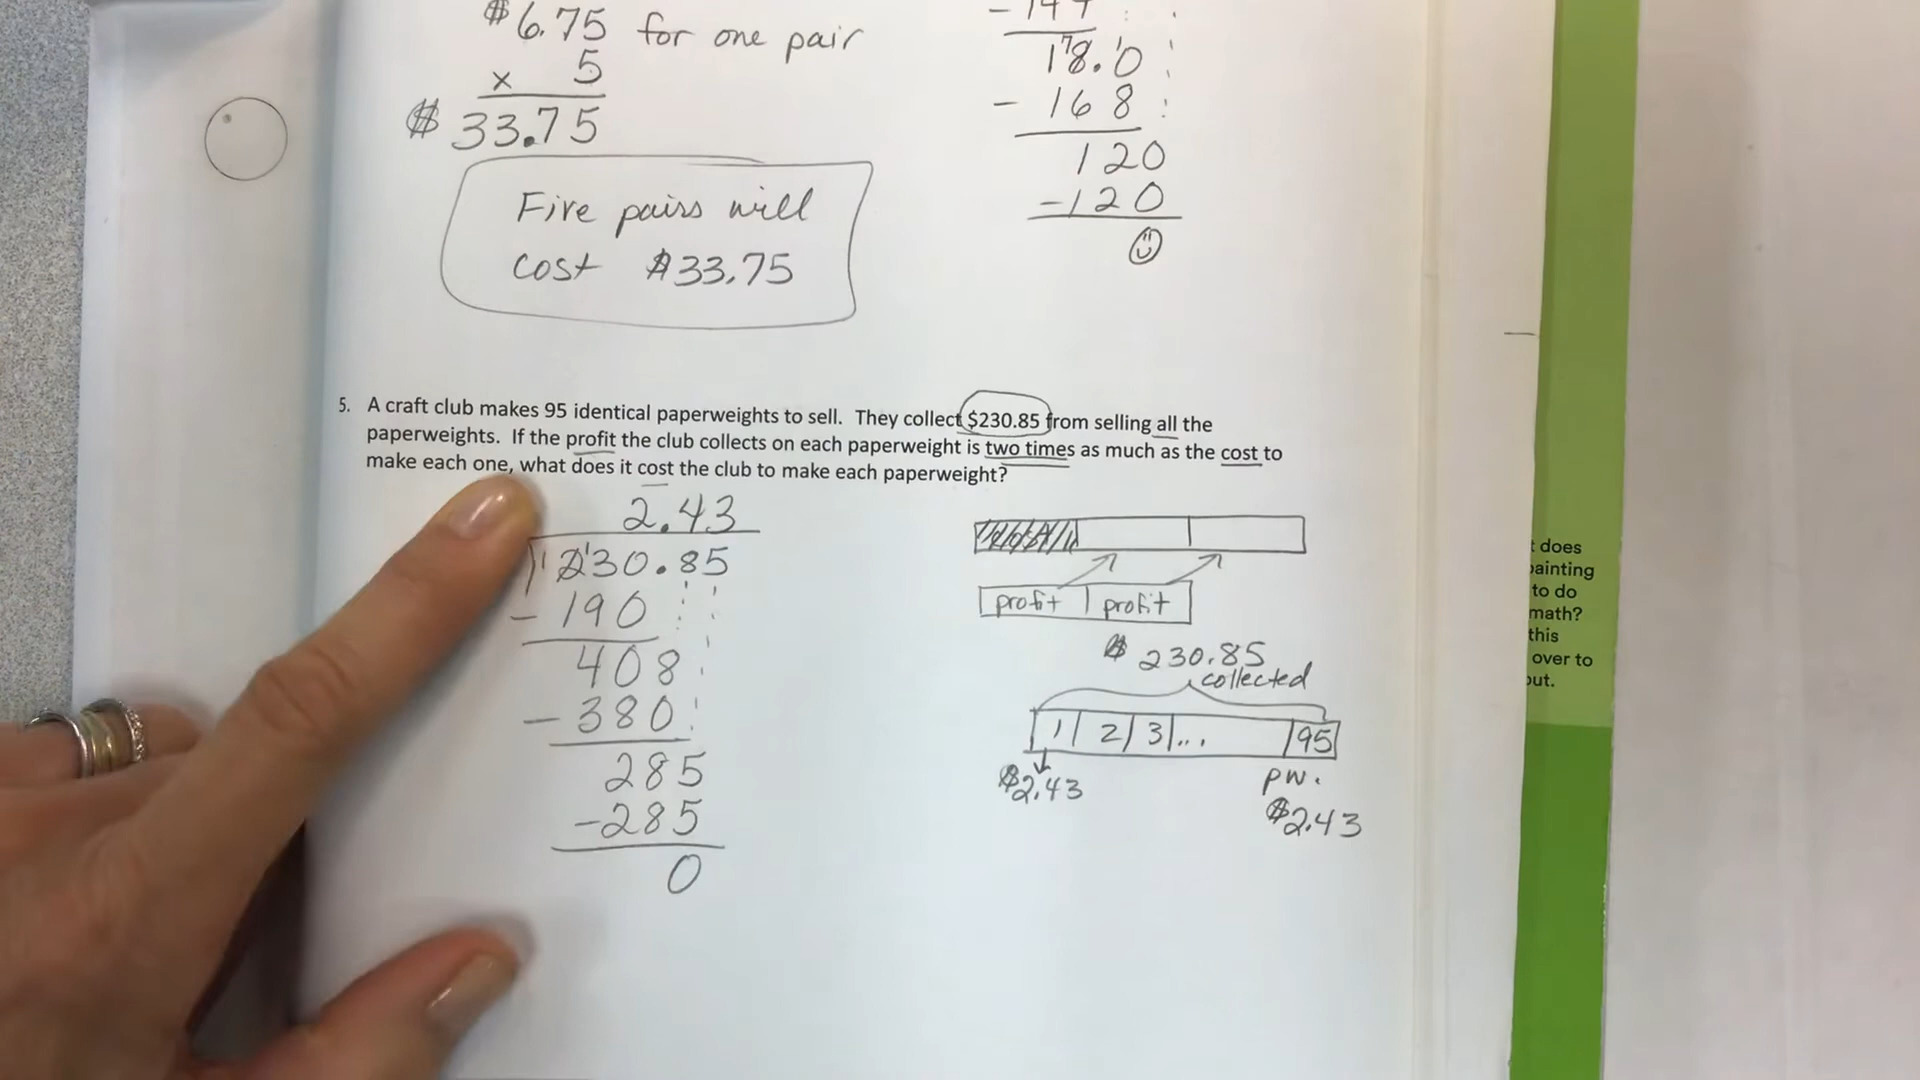 $6.75 for one pair
x 5
$33.75
Five pairs will
cost $33.75
18.0
- 168
120
-120
5. A craft club makes 95 identical paperweights to sell. They collect $230.85 from selling all the
paperweights. If the profit the club collects on each paperweight is two times as much as the cost to
make each one, what does it cost the club to make each paperweight?
2.43
230.85
- 190
408
- 380
285
-285
0
profit profit
$230.85
collected
1 2 3 ... 95
$2.43
pw.
$2.43
does
painting
to do
math?
this
over to
out.